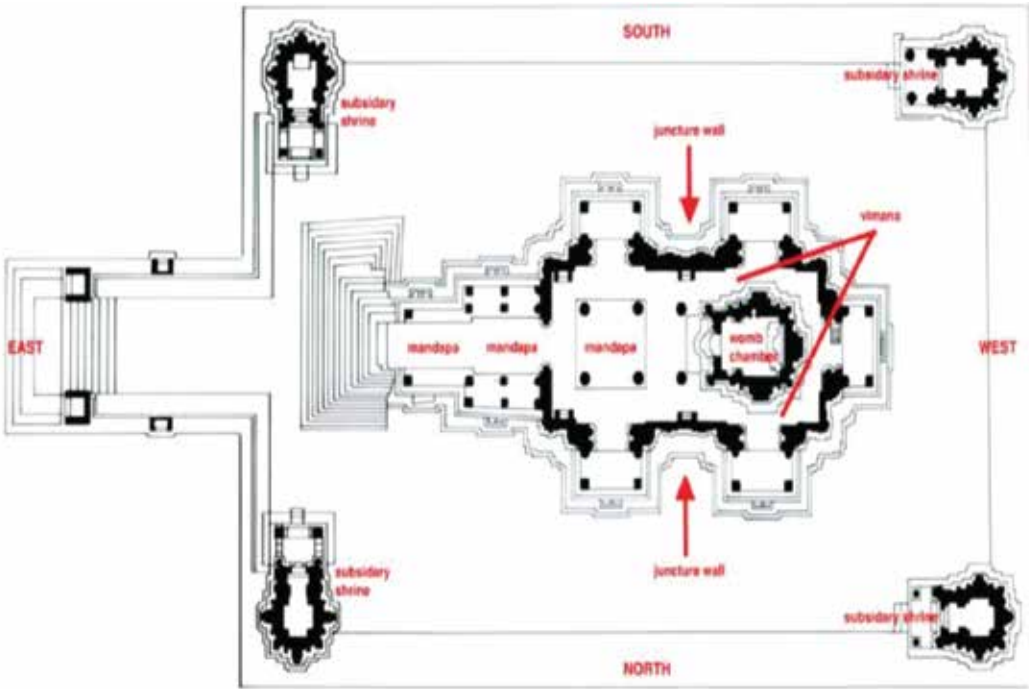 SOUTH
subsidary shrine
subsidary
shrine
juncture wall
vimana
EAST
mandapa
mandapa
mandapa
womb
chamber
WEST
juncture wall
subsidary
shrine
subsidary shrine
NORTH